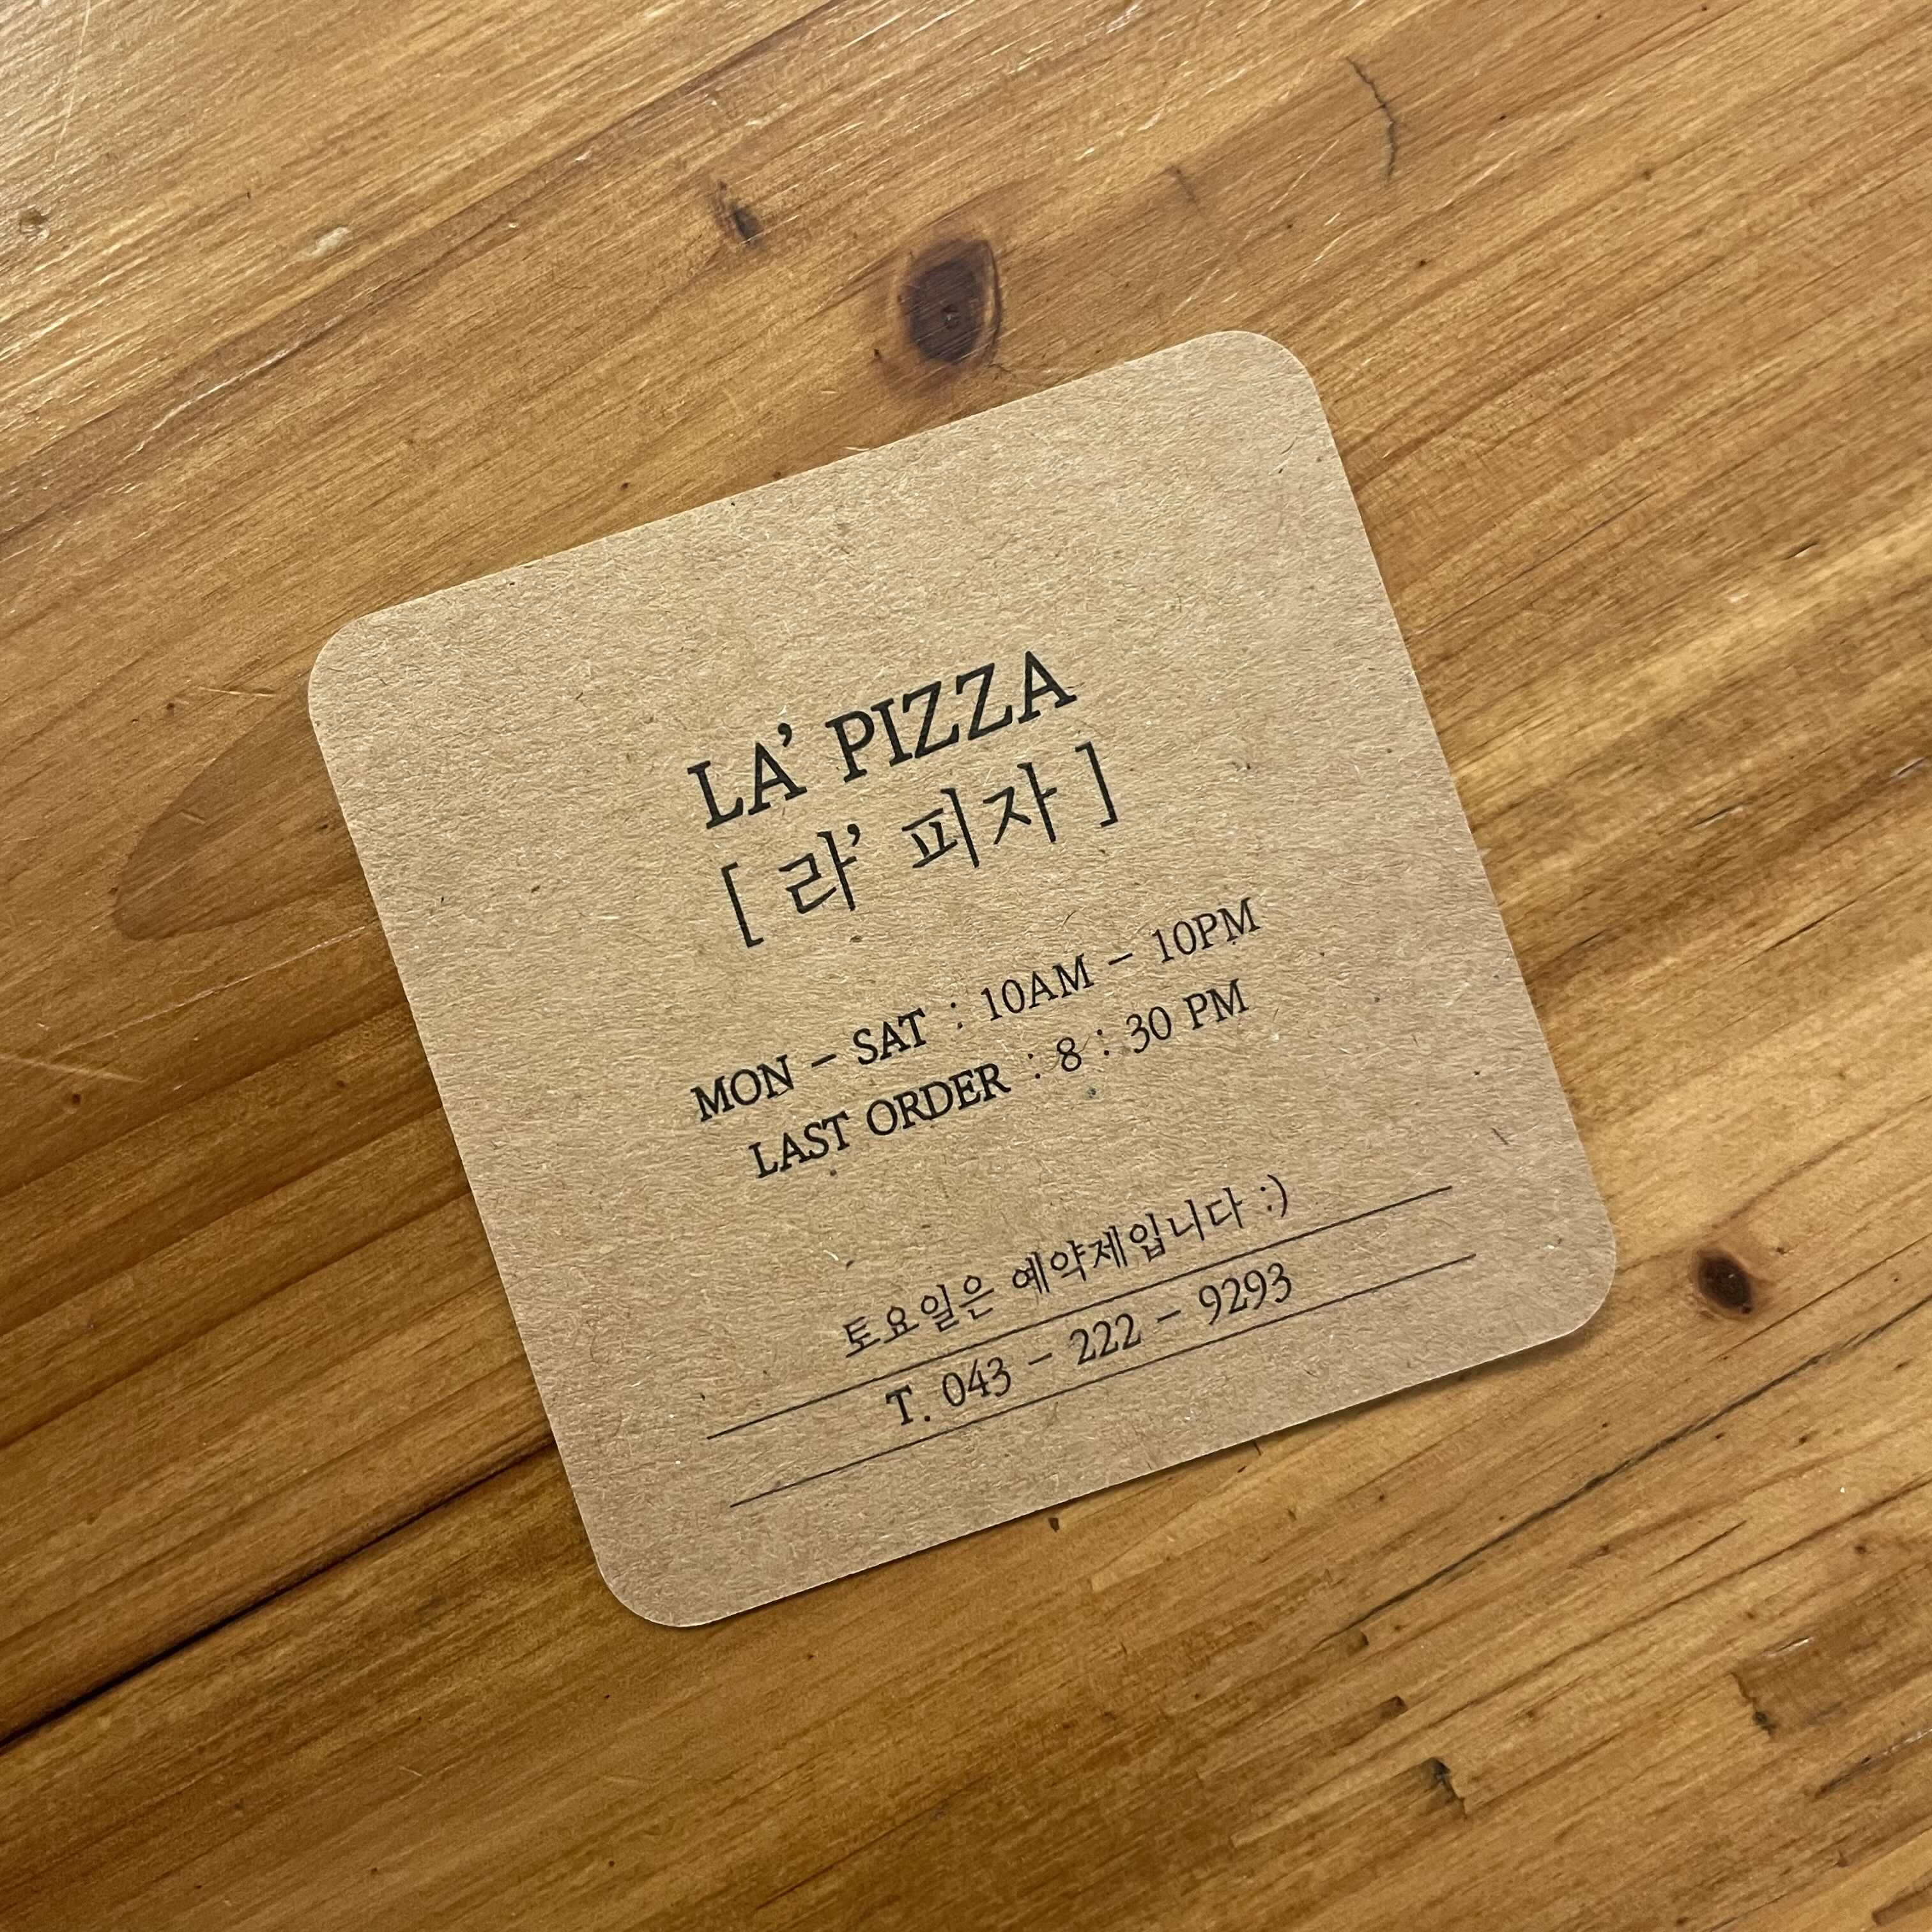 LA’ PIZZA
[ 라’ 피자 ]
MON – SAT : 10AM – 10PM
LAST ORDER : 8 : 30 PM
토요일은 예약제입니다 :)
T. 043 – 222 – 9293